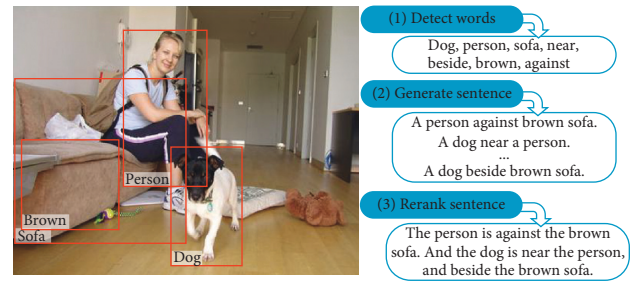 Person
Brown
Sofa
Dog
(1) Detect words
Dog, person, sofa, near,
beside, brown, against
(2) Generate sentence
A person against brown sofa.
A dog near a person.
...
A dog beside brown sofa.
(3) Rerank sentence
The person is against the brown
sofa. And the dog is near the person,
and beside the brown sofa.